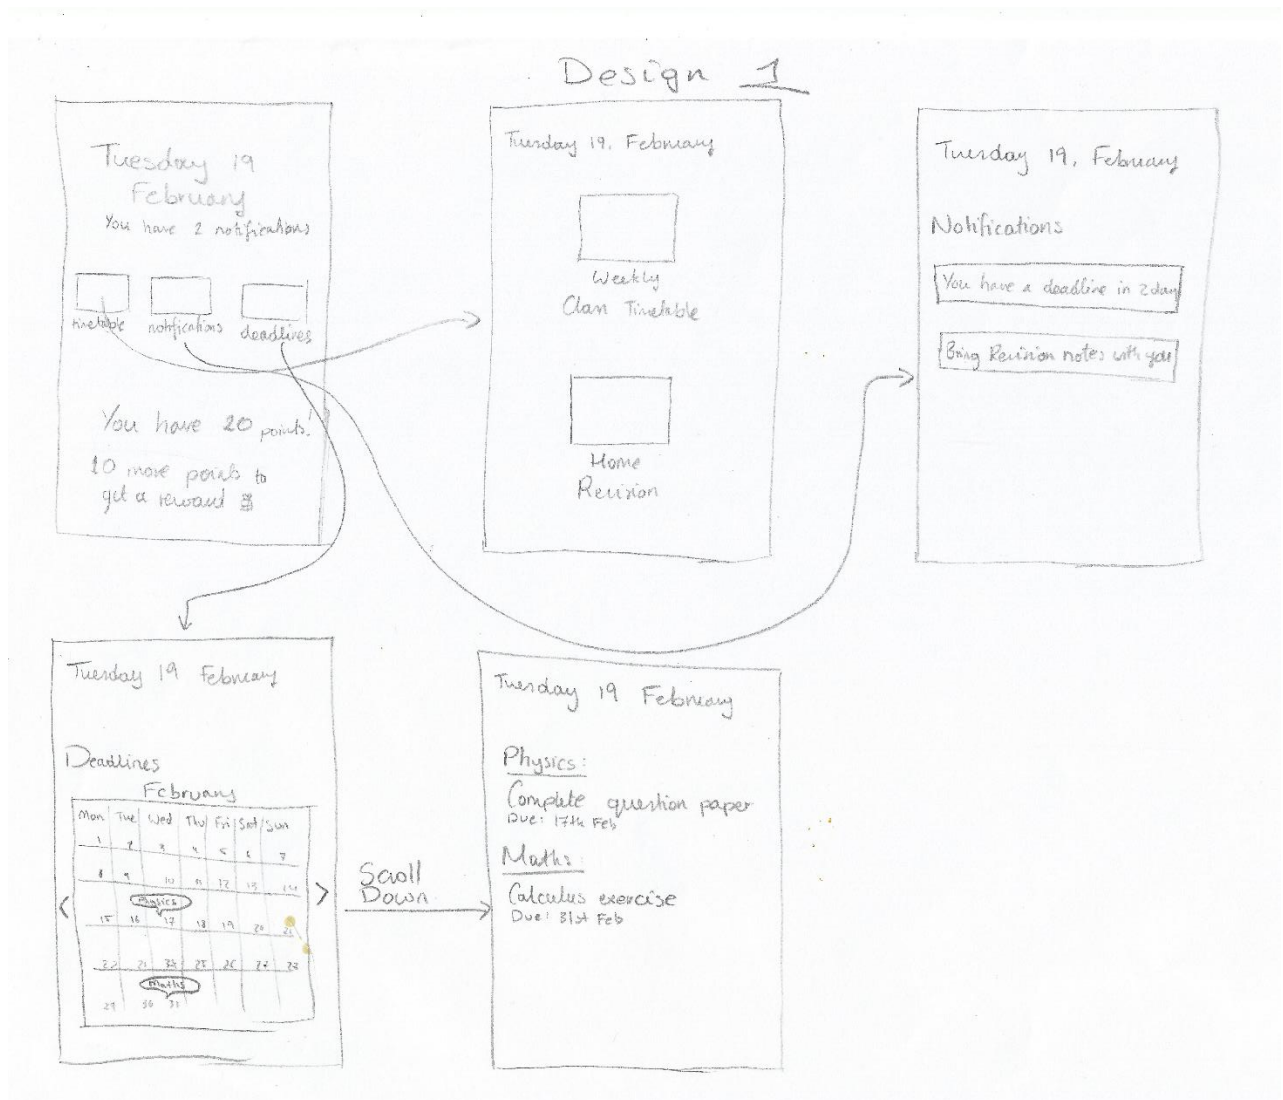 Design 1
Tuesday 19
February
You have 2 notifications
timetable notifications deadlines
You have 20 points!
10 more points to
get a reward
Tuesday 19, February
Weekly
Class Timetable
Home
Revision
Tuesday 19, February
Notifications
You have a deadline in 2 day
Bring Revision notes with you
Tuesday 19 February
Deadlines
February
Mon Tue Wed Thu Fri Sat Sun
1 2 3 4 5 6 7
8 9 10 11 12 13 14
Physics
15 16 17 18 19 20 21
22 25 26 27
Maths
29 30 31
< >
Scroll
Down
Tuesday 19 February
Physics:
Complete question paper
Due: 17th Feb
Maths:
Calculus exercise
Due: 31st Feb